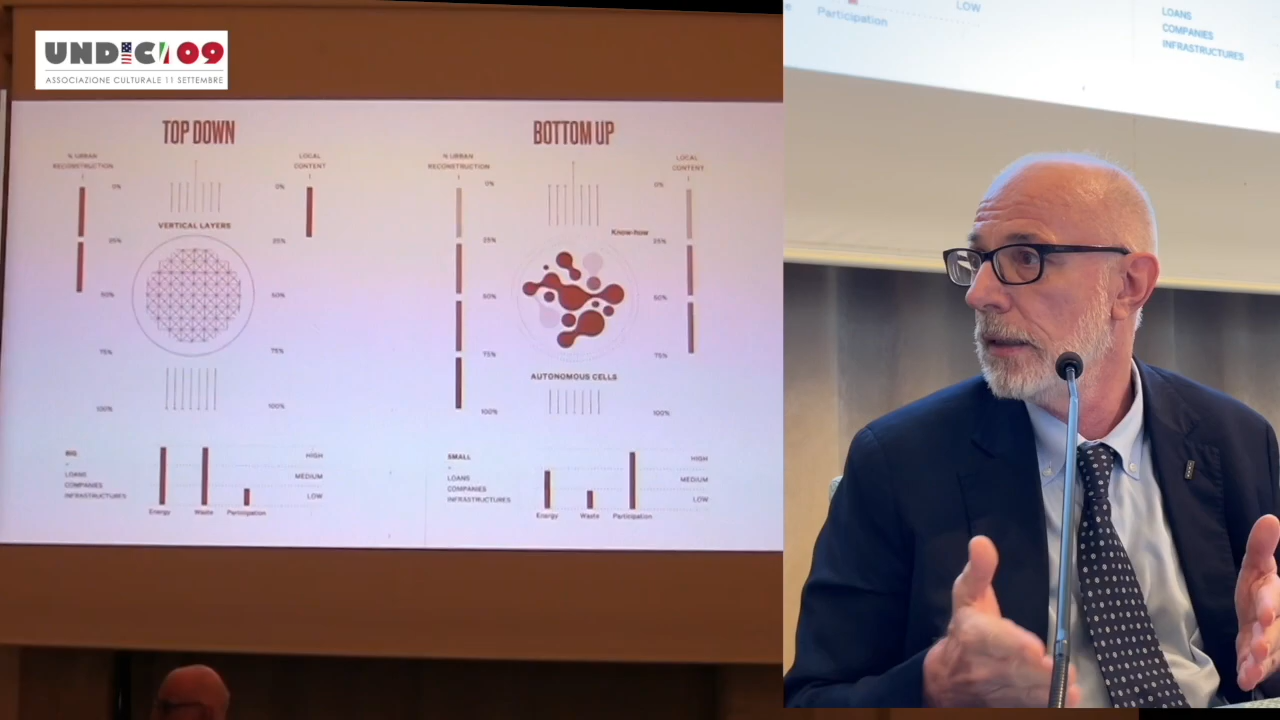 UNDICI/09
ASSOCIAZIONE CULTURALE 11 SETTEMBRE
TOP DOWN
% URBAN
RECONSTRUCTION
LOCAL
CONTENT
0%
0%
VERTICAL LAYERS
25%
25%
50%
50%
75%
75%
100%
100%
BIG
LOANS
COMPANIES
INFRASTRUCTURES
HIGH
MEDIUM
LOW
Energy
Waste
Participation
BOTTOM UP
% URBAN
RECONSTRUCTION
LOCAL
CONTENT
0%
0%
Know-how
25%
25%
50%
50%
75%
75%
AUTONOMOUS CELLS
100%
100%
SMALL
LOANS
COMPANIES
INFRASTRUCTURES
HIGH
MEDIUM
LOW
Energy
Waste
Participation
Participation
LOW
LOANS
COMPANIES
INFRASTRUCTURES